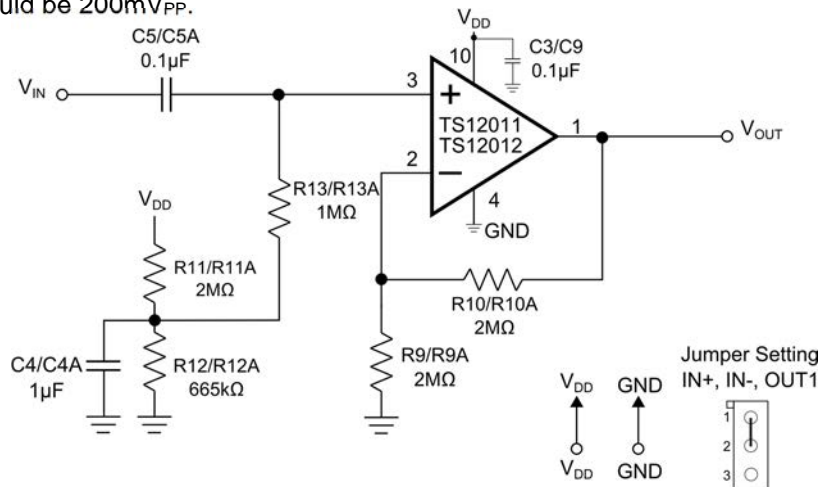 uld be 200mVPP.
C5/C5A
0.1µF
VDD
10
C3/C9
0.1µF
VIN
3
+
TS12011
TS12012
1
VOUT
2
−
4
GND
R13/R13A
1MΩ
VDD
R11/R11A
2MΩ
R10/R10A
2MΩ
C4/C4A
1µF
R12/R12A
665kΩ
R9/R9A
2MΩ
Jumper Setting
IN+, IN-, OUT1
VDD
GND
VDD
GND
1
2
3